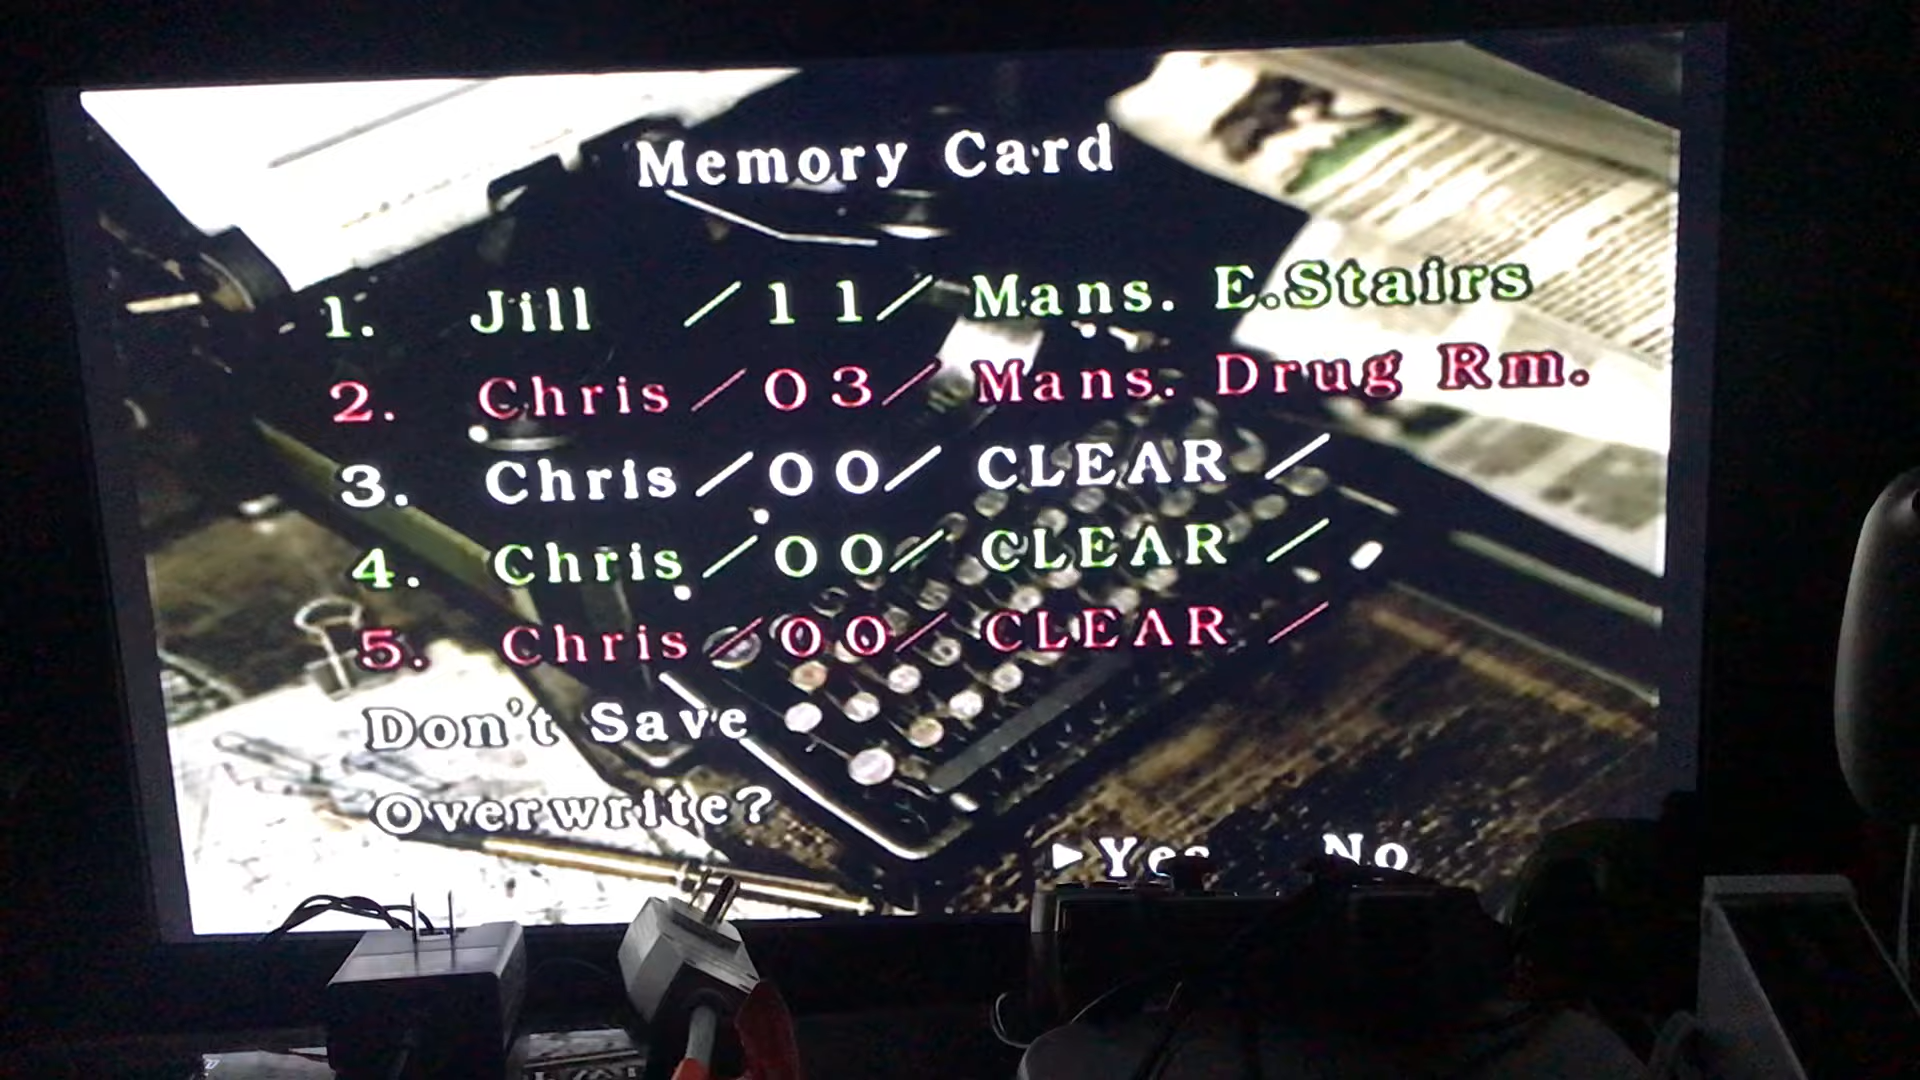 Memory Card
1. Jill /11/ Mans. E.Stairs
2. Chris/03/ Mans. Drug Rm.
3. Chris/00/ CLEAR /
4. Chris/00/ CLEAR /
5. Chris/00/ CLEAR /
Don't Save
Overwrite?
►Yes No